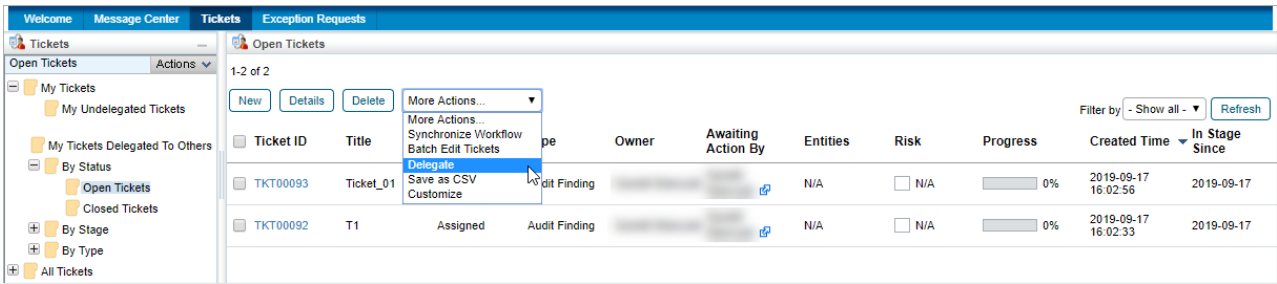 Welcome Message Center Tickets Exception Requests
Tickets
Open Tickets Actions
My Tickets
My Undelegated Tickets
My Tickets Delegated To Others
By Status
Open Tickets
Closed Tickets
By Stage
By Type
All Tickets
Open Tickets
1-2 of 2
New Details Delete More Actions...
Filter by - Show all - Refresh
More Actions...
Synchronize Workflow
Batch Edit Tickets
Delegate
Save as CSV
Customize
Ticket ID Title Owner Awaiting Action By Entities Risk Progress Created Time In Stage Since
TKT00093 Ticket_01 Finding N/A N/A 0% 2019-09-17 16:02:56 2019-09-17
TKT00092 T1 Assigned Audit Finding N/A N/A 0% 2019-09-17 16:02:33 2019-09-17